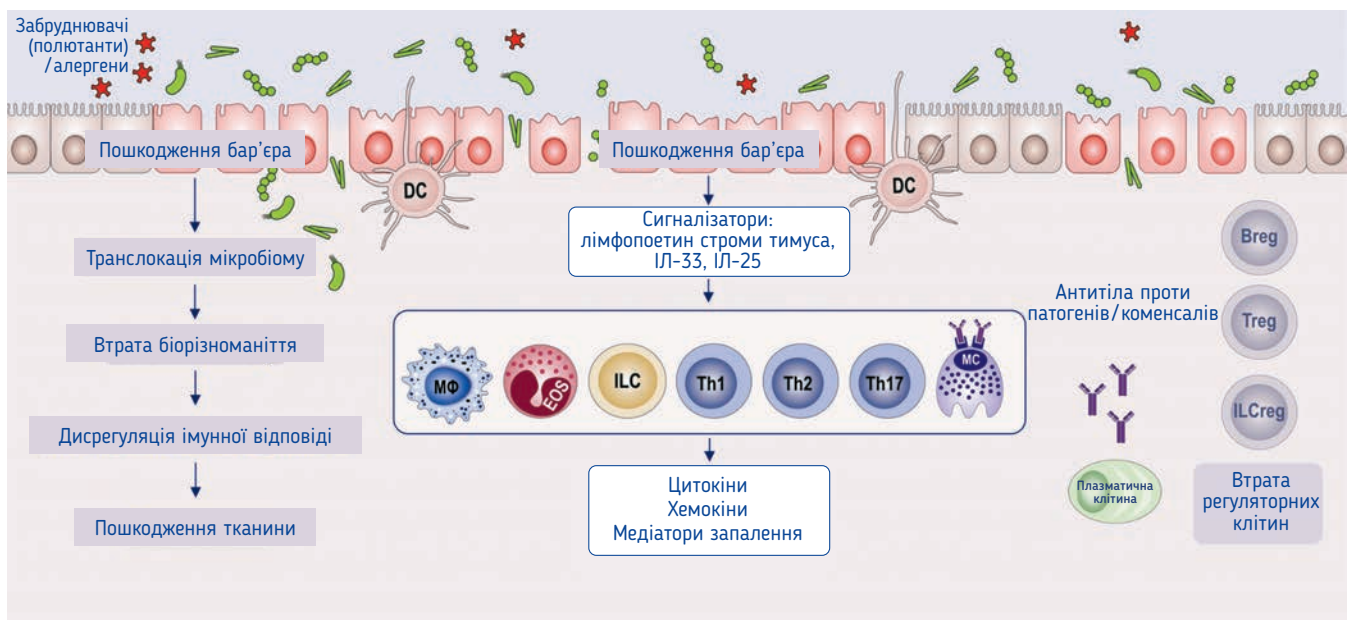 Забруднювачі
(полютанти)
/алергени
Пошкодження бар’єра
DC
Транслокація мікробіому
Втрата біорізноманіття
Дисрегуляція імунної відповіді
Пошкодження тканини
Пошкодження бар’єра
DC
Сигналізатори:
лімфопоетин строми тимуса,
ІЛ-33, ІЛ-25
МФ
EOS
ILC
Th1
Th2
Th17
MC
Цитокіни
Хемокіни
Медіатори запалення
Антитіла проти
патогенів/коменсалів
Плазматична
клітина
Breg
Treg
ILCreg
Втрата
регуляторних
клітин